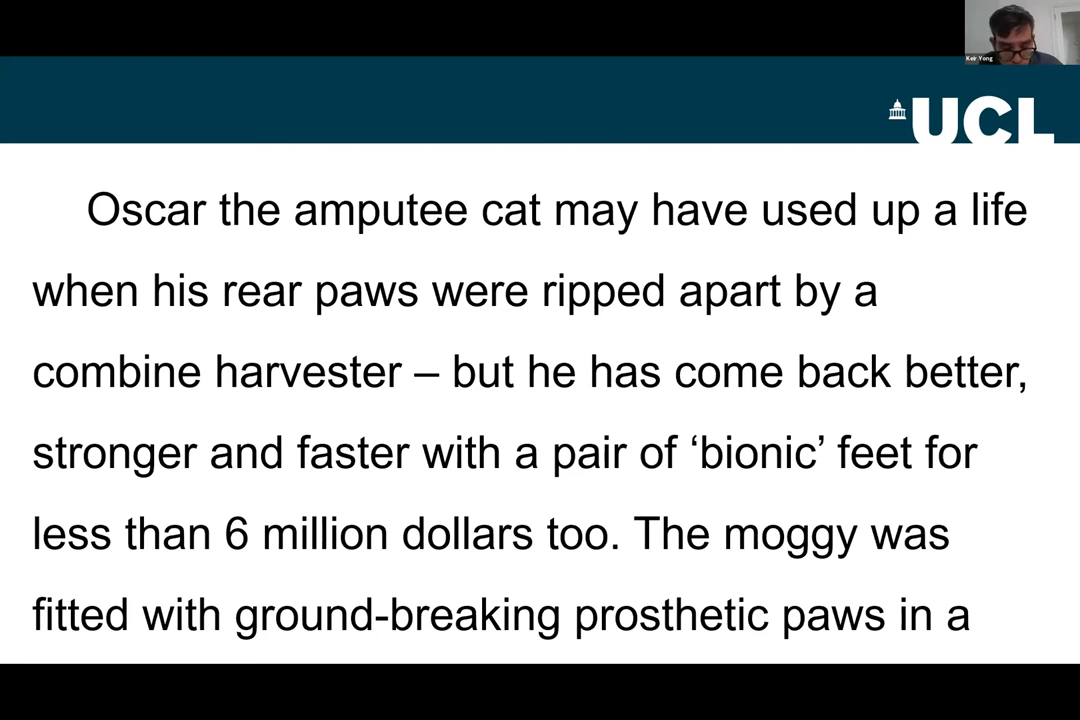 Keir Yong
UCL
Oscar the amputee cat may have used up a life
when his rear paws were ripped apart by a
combine harvester – but he has come back better,
stronger and faster with a pair of ‘bionic’ feet for
less than 6 million dollars too. The moggy was
fitted with ground-breaking prosthetic paws in a